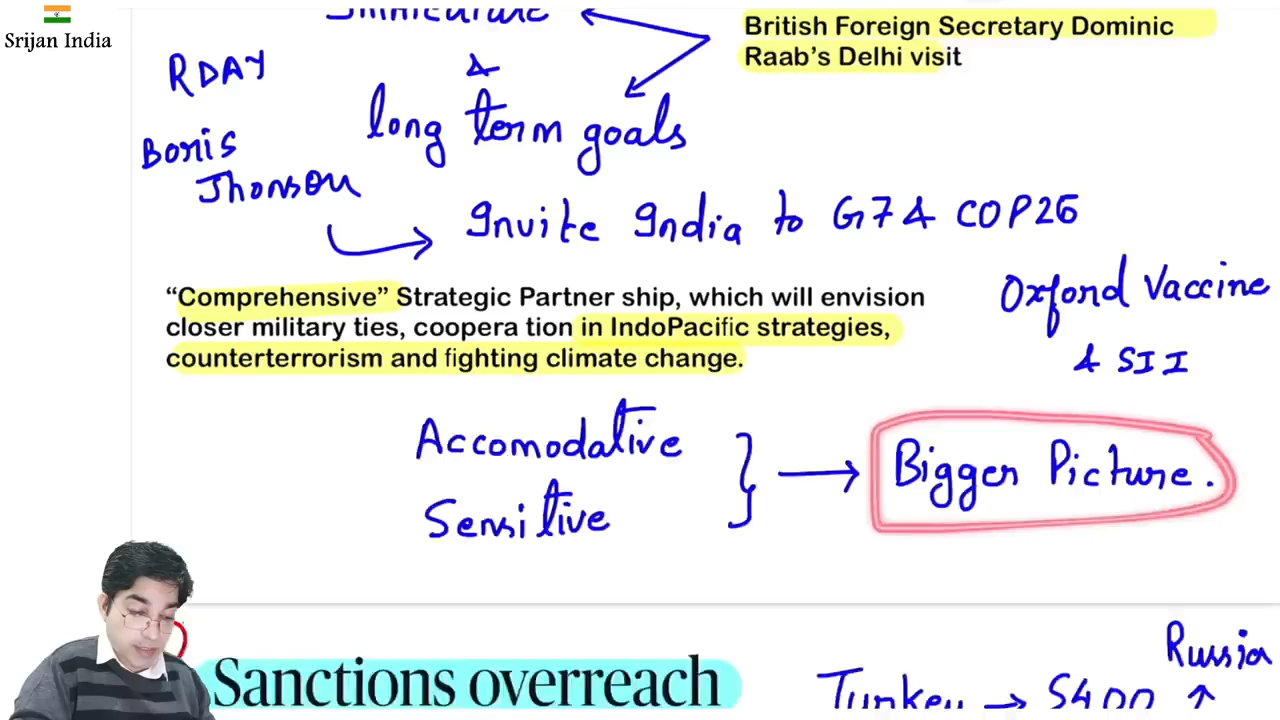 Srijan India
British Foreign Secretary Dominic
Raab's Delhi visit
RDAY
&
long term goals
Boris
Jhonson
Invite India to G7 & COP26
"Comprehensive" Strategic Partner ship, which will envision
closer military ties, coopera tion in IndoPacific strategies,
counterterrorism and fighting climate change.
Oxford Vaccine
& SII
Accomodative
Sensitive
Bigger Picture.
Sanctions overreach
Russia
Turkey → S400 ↑